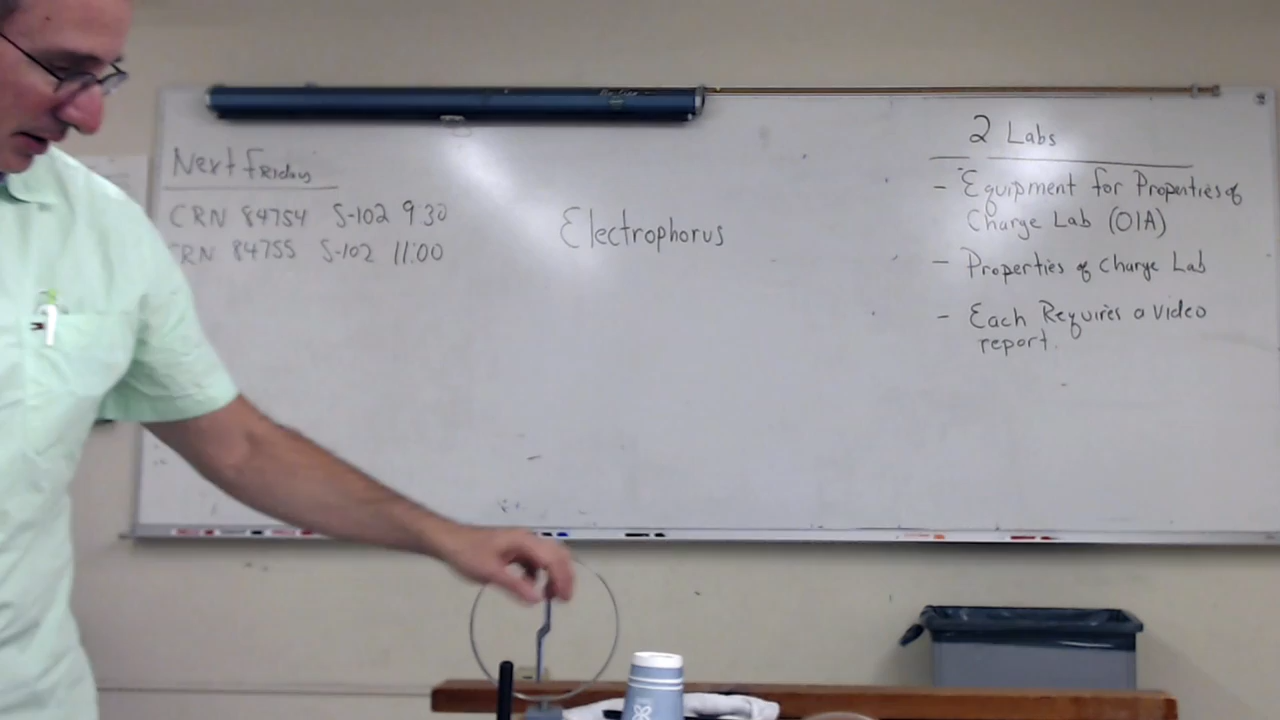 Next Friday
CRN 84754 S-102 9 30
CRN 84755 S-102 11:00
Electrophorus
2 Labs
- Equipment for Properties of
Charge Lab (OIA)
- Properties of Charge Lab
- Each Requires a video
report.